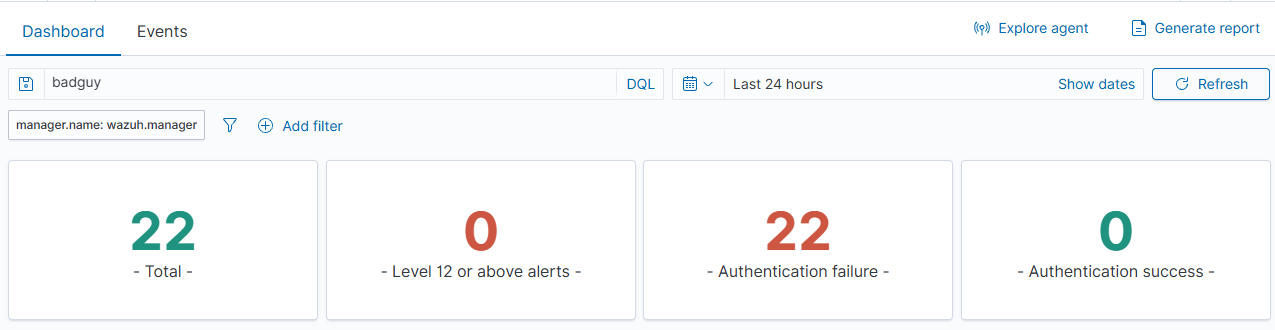 Dashboard Events Explore agent Generate report
badguy DQL Last 24 hours Show dates Refresh
manager.name: wazuh.manager Add filter
22 0 22 0
- Total - - Level 12 or above alerts - - Authentication failure - - Authentication success -